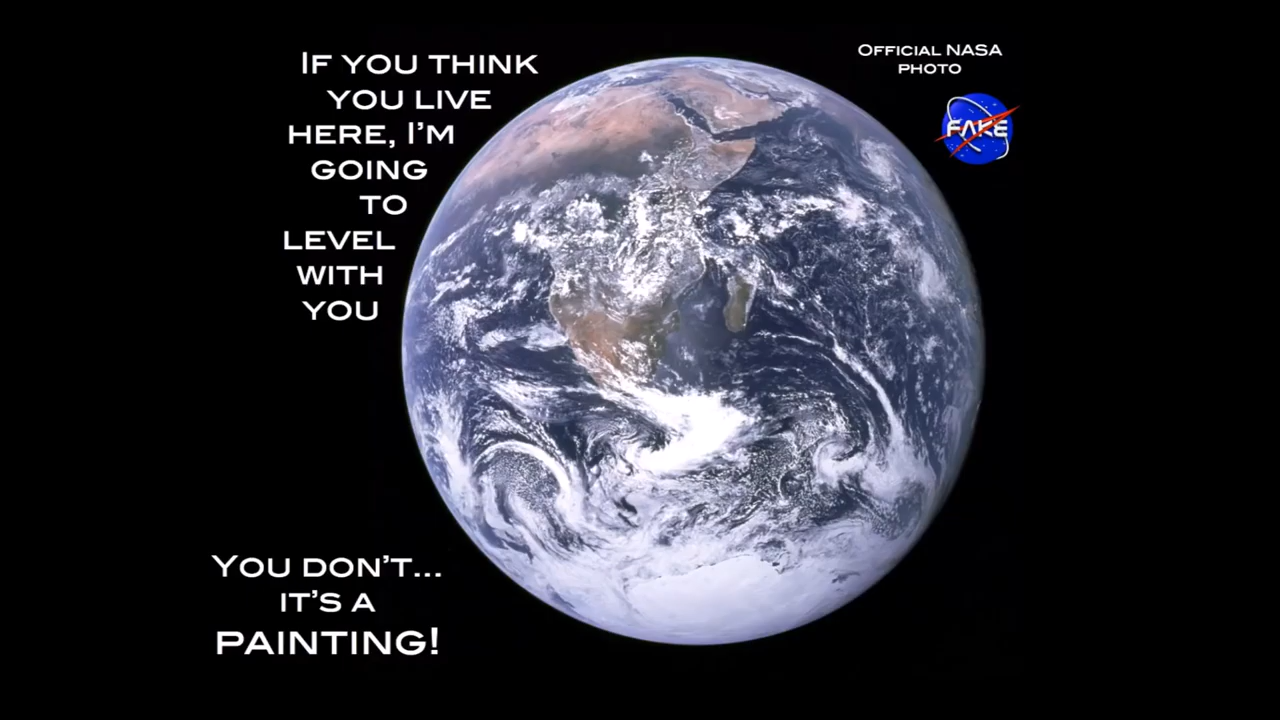 If you think
you live
here, I'm
going
to
level
with
you
Official NASA
photo
FAKE
You don't...
it's a
painting!